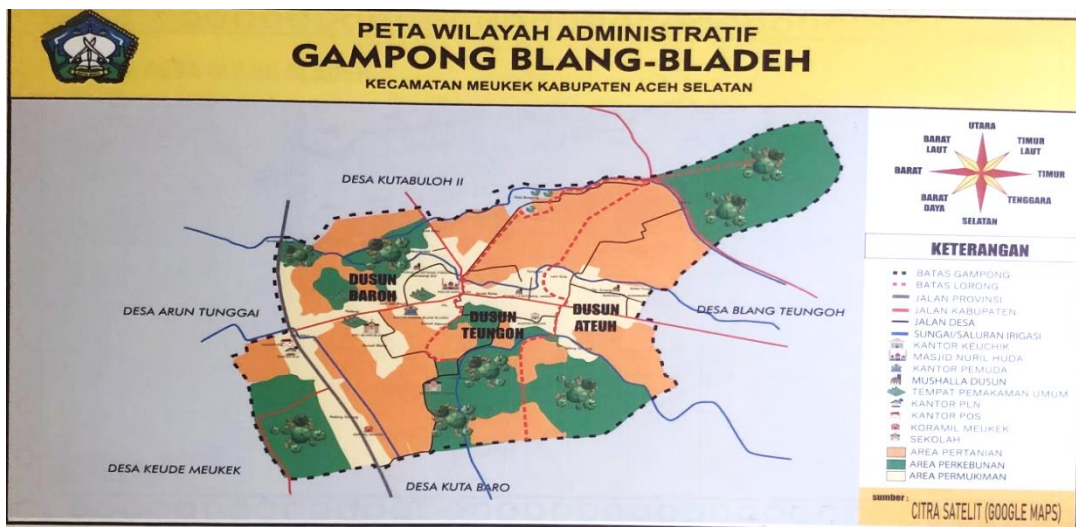 PETA WILAYAH ADMINISTRATIF
GAMPONG BLANG-BLADEH
KECAMATAN MEUKEK KABUPATEN ACEH SELATAN
DESA KUTABULOH II
DUSUN
BAROH
DESA ARUN TUNGGAI
DUSUN
TEUNGOH
DUSUN
ATEUH
DESA BLANG TEUNGOH
DESA KEUDE MEUKEK
DESA KUTA BARO
UTARA
BARAT
LAUT
TIMUR
LAUT
BARAT
TIMUR
BARAT
DAYA
TENGGARA
SELATAN
KETERANGAN
BATAS GAMPONG
BATAS LORONG
JALAN PROVINSI
JALAN KABUPATEN
JALAN DESA
SUNGAI/SALURAN IRIGASI
KANTOR KEUCHIK
MASJID NURIL HUDA
KANTOR PEMUDA
MUSHALLA DUSUN
TEMPAT PEMAKAMAN UMUM
KANTOR PLN
KANTOR POS
KORAMIL MEUKEK
SEKOLAH
AREA PERTANIAN
AREA PERKEBUNAN
AREA PERMUKIMAN
sumber :
CITRA SATELIT (GOOGLE MAPS)